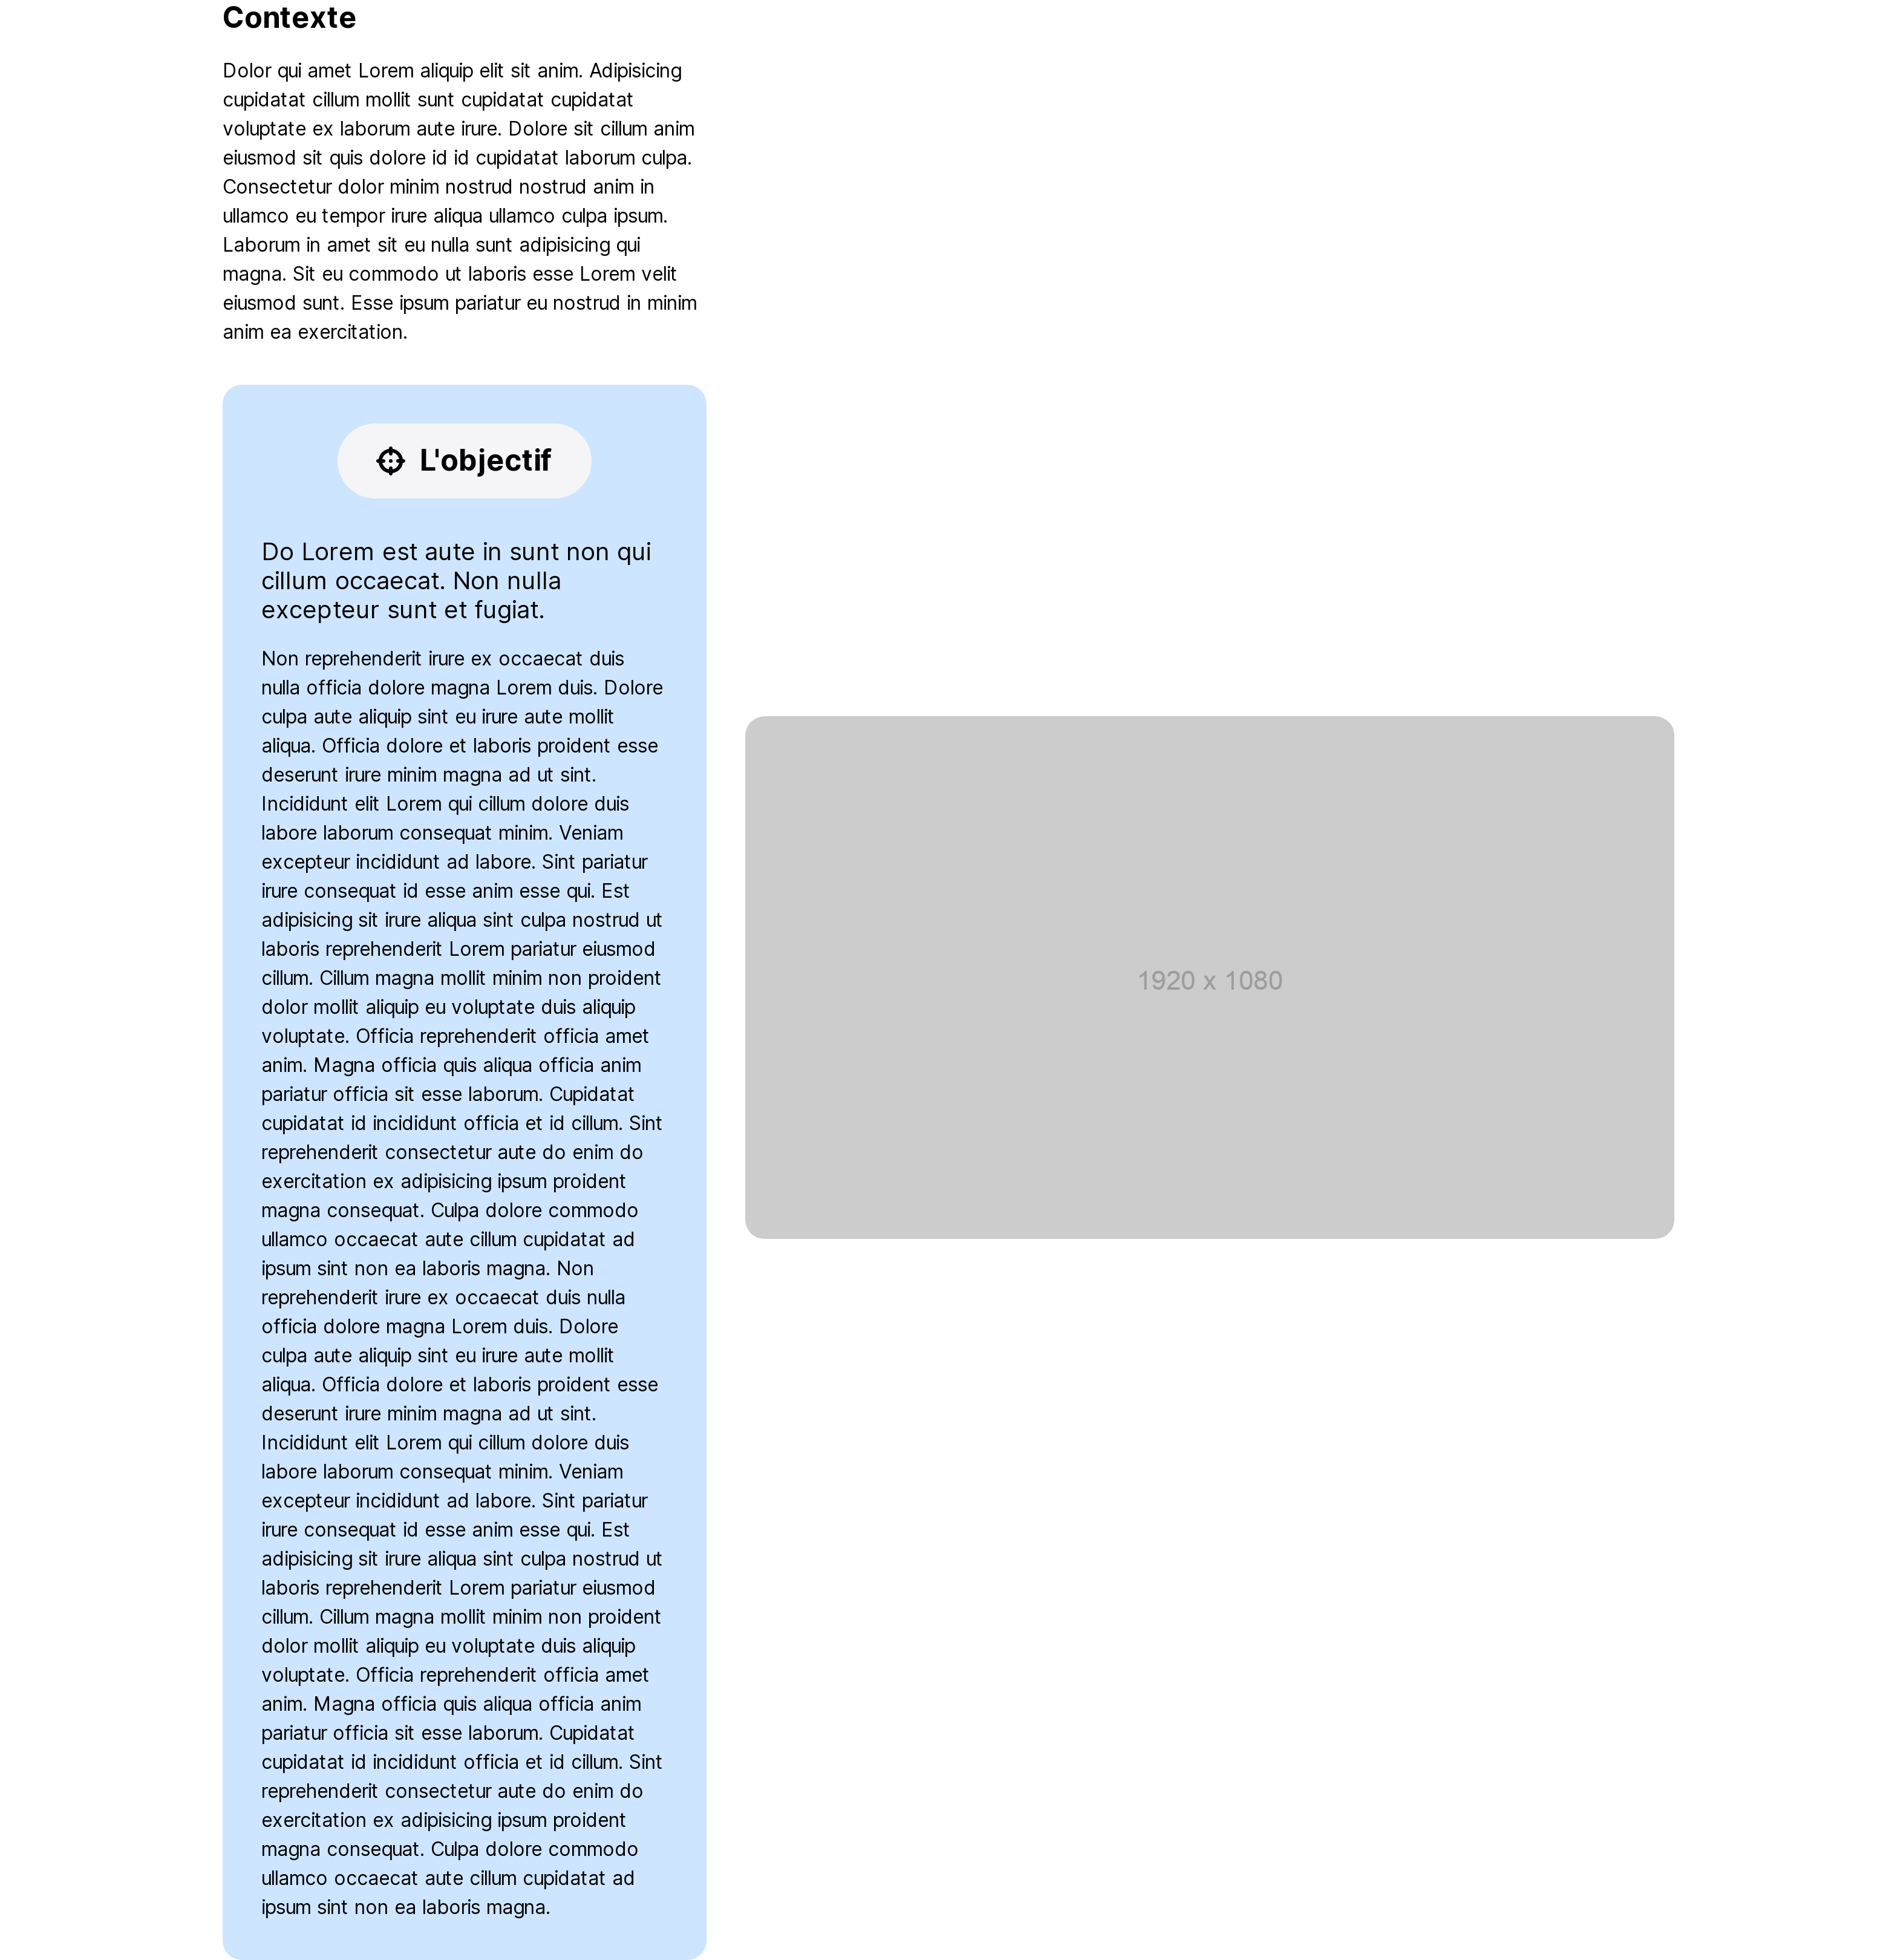 Contexte
Dolor qui amet Lorem aliquip elit sit anim. Adipisicing
cupidatat cillum mollit sunt cupidatat cupidatat
voluptate ex laborum aute irure. Dolore sit cillum anim
eiusmod sit quis dolore id id cupidatat laborum culpa.
Consectetur dolor minim nostrud nostrud anim in
ullamco eu tempor irure aliqua ullamco culpa ipsum.
Laborum in amet sit eu nulla sunt adipisicing qui
magna. Sit eu commodo ut laboris esse Lorem velit
eiusmod sunt. Esse ipsum pariatur eu nostrud in minim
anim ea exercitation.
L'objectif
Do Lorem est aute in sunt non qui
cillum occaecat. Non nulla
excepteur sunt et fugiat.
Non reprehenderit irure ex occaecat duis
nulla officia dolore magna Lorem duis. Dolore
culpa aute aliquip sint eu irure aute mollit
aliqua. Officia dolore et laboris proident esse
deserunt irure minim magna ad ut sint.
Incididunt elit Lorem qui cillum dolore duis
labore laborum consequat minim. Veniam
excepteur incididunt ad labore. Sint pariatur
irure consequat id esse anim esse qui. Est
adipisicing sit irure aliqua sint culpa nostrud ut
laboris reprehenderit Lorem pariatur eiusmod
cillum. Cillum magna mollit minim non proident
dolor mollit aliquip eu voluptate duis aliquip
voluptate. Officia reprehenderit officia amet
anim. Magna officia quis aliqua officia anim
pariatur officia sit esse laborum. Cupidatat
cupidatat id incididunt officia et id cillum. Sint
reprehenderit consectetur aute do enim do
exercitation ex adipisicing ipsum proident
magna consequat. Culpa dolore commodo
ullamco occaecat aute cillum cupidatat ad
ipsum sint non ea laboris magna. Non
reprehenderit irure ex occaecat duis nulla
officia dolore magna Lorem duis. Dolore
culpa aute aliquip sint eu irure aute mollit
aliqua. Officia dolore et laboris proident esse
deserunt irure minim magna ad ut sint.
Incididunt elit Lorem qui cillum dolore duis
labore laborum consequat minim. Veniam
excepteur incididunt ad labore. Sint pariatur
irure consequat id esse anim esse qui. Est
adipisicing sit irure aliqua sint culpa nostrud ut
laboris reprehenderit Lorem pariatur eiusmod
cillum. Cillum magna mollit minim non proident
dolor mollit aliquip eu voluptate duis aliquip
voluptate. Officia reprehenderit officia amet
anim. Magna officia quis aliqua officia anim
pariatur officia sit esse laborum. Cupidatat
cupidatat id incididunt officia et id cillum. Sint
reprehenderit consectetur aute do enim do
exercitation ex adipisicing ipsum proident
magna consequat. Culpa dolore commodo
ullamco occaecat aute cillum cupidatat ad
ipsum sint non ea laboris magna.
1920 x 1080